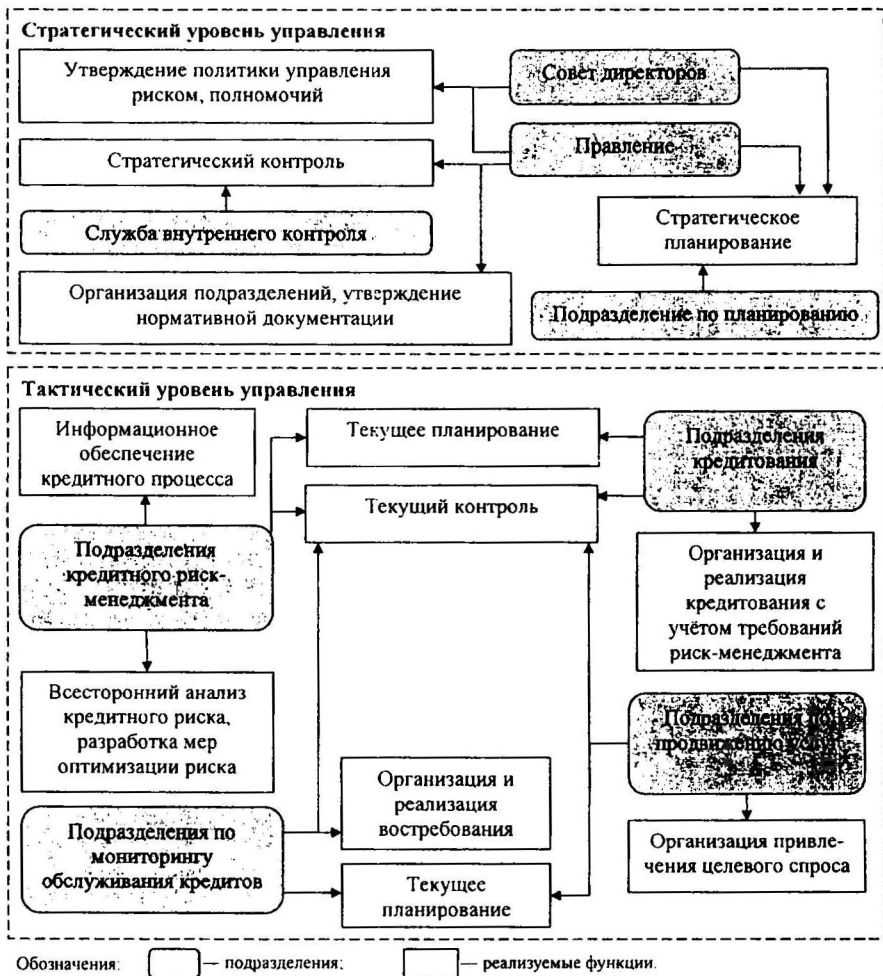 Стратегический уровень управления
Утверждение политики управления
риском, полномочий
Совет директоров
Правление
Стратегический контроль
Служба внутреннего контроля
Стратегическое
планирование
Организация подразделений, утверждение
нормативной документации
Подразделение по планированию
Тактический уровень управления
Информационное
обеспечение
кредитного процесса
Текущее планирование
Подразделения
кредитования
Текущий контроль
Подразделения
кредитного риск-
менеджмента
Организация и
реализация
кредитования с
учётом требований
риск-менеджмента
Всесторонний анализ
кредитного риска,
разработка мер
оптимизации риска
Подразделения по
продвижению услуг
Организация и
реализация
востребования
Подразделения по
мониторингу
обслуживания кредитов
Организация привле-
чения целевого спроса
Текущее
планирование
Обозначения: — подразделения; — реализуемые функции.